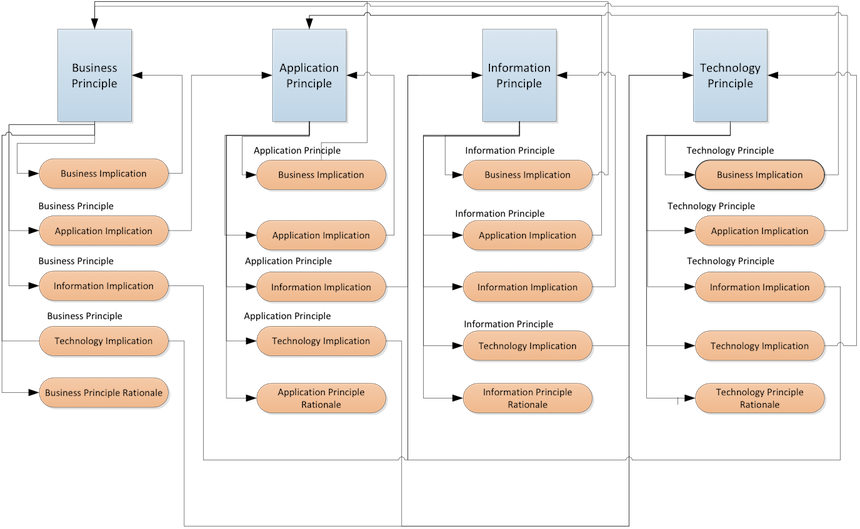 Business
Principle
Application
Principle
Information
Principle
Technology
Principle
Business Implication
Business Principle
Application Implication
Business Principle
Information Implication
Business Principle
Technology Implication
Business Principle Rationale
Application Principle
Business Implication
Application Implication
Application Principle
Information Implication
Application Principle
Technology Implication
Application Principle
Rationale
Information Principle
Business Implication
Information Principle
Application Implication
Information Implication
Information Principle
Technology Implication
Information Principle
Rationale
Technology Principle
Business Implication
Technology Principle
Application Implication
Technology Principle
Information Implication
Technology Implication
Technology Principle
Rationale